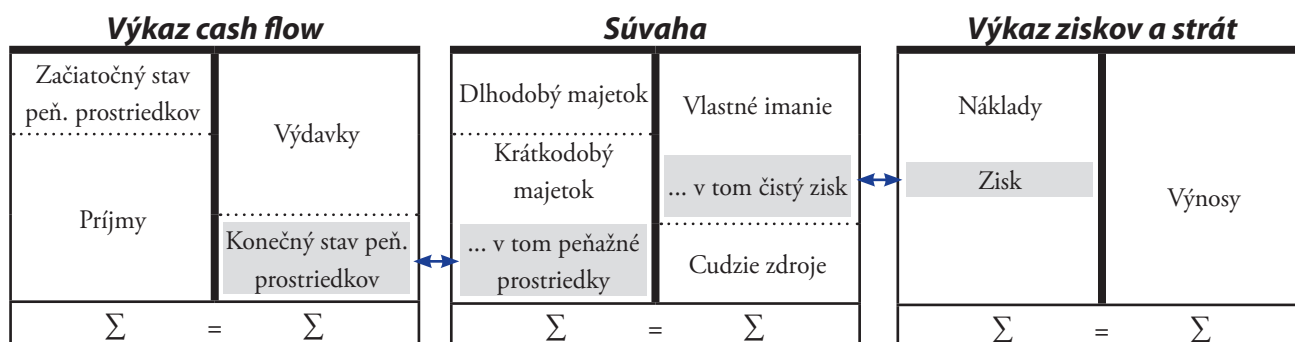 Výkaz cash flow
Začiatočný stav
peň. prostriedkov
Príjmy
Výdavky
Konečný stav peň.
prostriedkov
∑ = ∑
Súvaha
Dlhodobý majetok
Krátkodobý
majetok
... v tom peňažné
prostriedky
Vlastné imanie
... v tom čistý zisk
Cudzie zdroje
∑ = ∑
Výkaz ziskov a strát
Náklady
Zisk
Výnosy
∑ = ∑